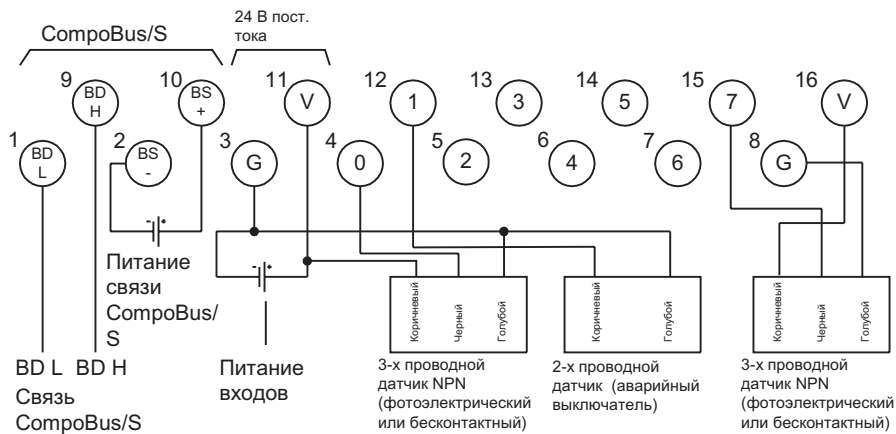 CompoBus/S
24 В пост.
тока
9
BD
H
10
BS
+
11
V
12
1
13
3
14
5
15
7
16
V
1
BD
L
2
BS
-
3
G
4
0
5
2
6
4
7
6
8
G
- +
Питание
связи
CompoBus/
S
- +
Питание
входов
Коричневый
Черный
Голубой
3-х проводной
датчик NPN
(фотоэлектрический
или бесконтактный)
Коричневый
Голубой
2-х проводной
датчик (аварийный
выключатель)
Коричневый
Черный
Голубой
3-х проводной
датчик NPN
(фотоэлектрический
или бесконтактный)
BD L BD H
Связь
CompoBus/S